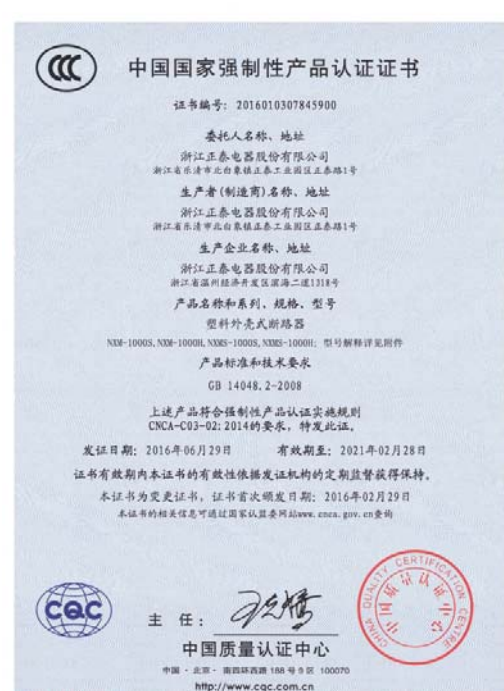 CCC
中国国家强制性产品认证证书
证书编号：2016010307845900
委托人名称、地址
浙江正泰电器股份有限公司
浙江省乐清市北白象镇正泰工业园区正泰路1号
生产者(制造商)名称、地址
浙江正泰电器股份有限公司
浙江省乐清市北白象镇正泰工业园区正泰路1号
生产企业名称、地址
浙江正泰电器股份有限公司
浙江省温州经济开发区滨海二道1318号
产品名称和系列、规格、型号
塑料外壳式断路器
NXM-1000S, NXM-1000H, NXMS-1000S, NXMS-1000H; 型号解释详见附件
产品标准和技术要求
GB 14048.2-2008
上述产品符合强制性产品认证实施规则
CNCA-C03-02:2014的要求，特发此证。
发证日期：2016年06月29日 有效期至：2021年02月28日
证书有效期内本证书的有效性依据发证机构的定期监督获得保持。
本证书为变更证书，证书首次颁发日期：2016年02月29日
本证书的相关信息可通过国家认监委网站www.cnca.gov.cn查询
CQC
主 任：
中国质量认证中心
中国·北京·南四环西路188号9区 100070
http://www.cqc.com.cn
CHINA QUALITY CERTIFICATION CENTRE
中国质量认证中心